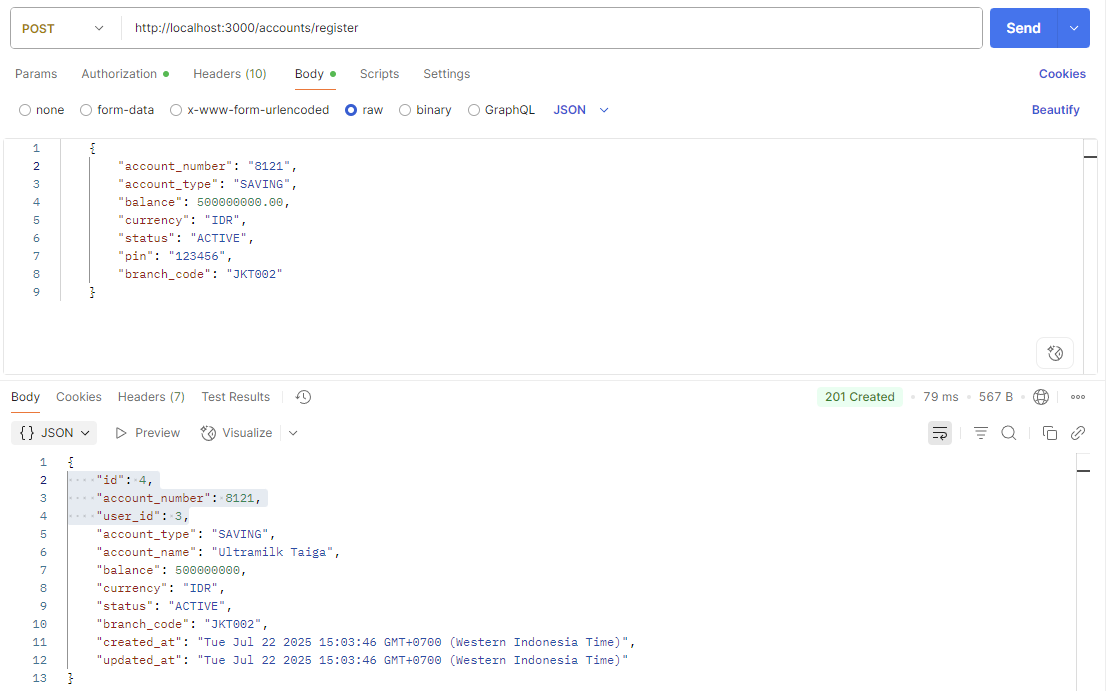 POST http://localhost:3000/accounts/register Send
Params Authorization Headers (10) Body Scripts Settings Cookies
none form-data x-www-form-urlencoded raw binary GraphQL JSON Beautify
1 {
2 "account_number": "8121",
3 "account_type": "SAVING",
4 "balance": 500000000.00,
5 "currency": "IDR",
6 "status": "ACTIVE",
7 "pin": "123456",
8 "branch_code": "JKT002"
9 }
Body Cookies Headers (7) Test Results 201 Created 79 ms 567 B
{} JSON Preview Visualize
1 {
2 "id": 4,
3 "account_number": 8121,
4 "user_id": 3,
5 "account_type": "SAVING",
6 "account_name": "Ultramilk Taiga",
7 "balance": 500000000,
8 "currency": "IDR",
9 "status": "ACTIVE",
10 "branch_code": "JKT002",
11 "created_at": "Tue Jul 22 2025 15:03:46 GMT+0700 (Western Indonesia Time)",
12 "updated_at": "Tue Jul 22 2025 15:03:46 GMT+0700 (Western Indonesia Time)"
13 }